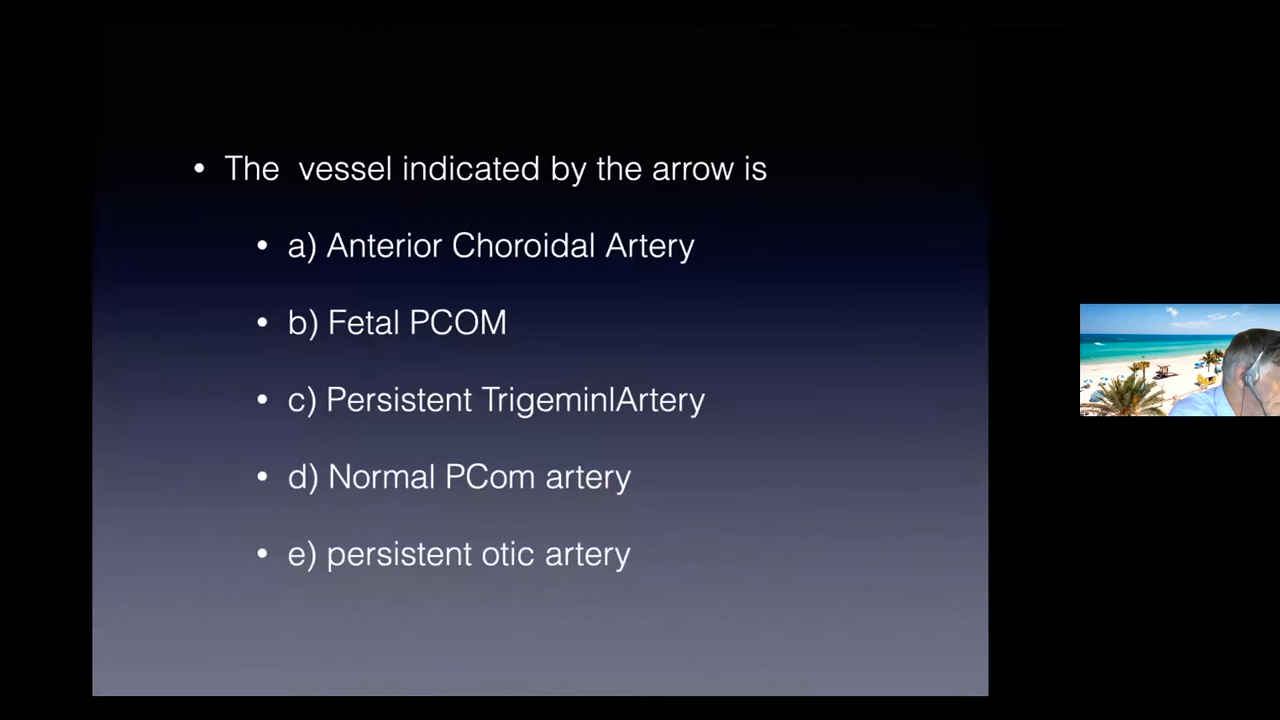 • The vessel indicated by the arrow is
• a) Anterior Choroidal Artery
• b) Fetal PCOM
• c) Persistent TrigeminlArtery
• d) Normal PCom artery
• e) persistent otic artery